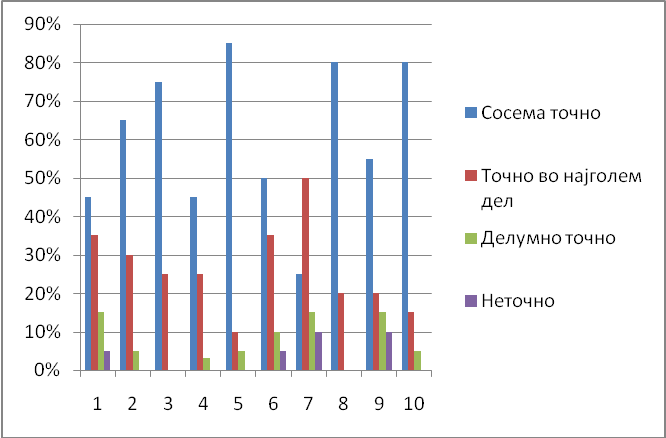 90%
80%
70%
60%
50%
40%
30%
20%
10%
0%
1 2 3 4 5 6 7 8 9 10
Сосема точно
Точно во најголем
дел
Делумно точно
Неточно